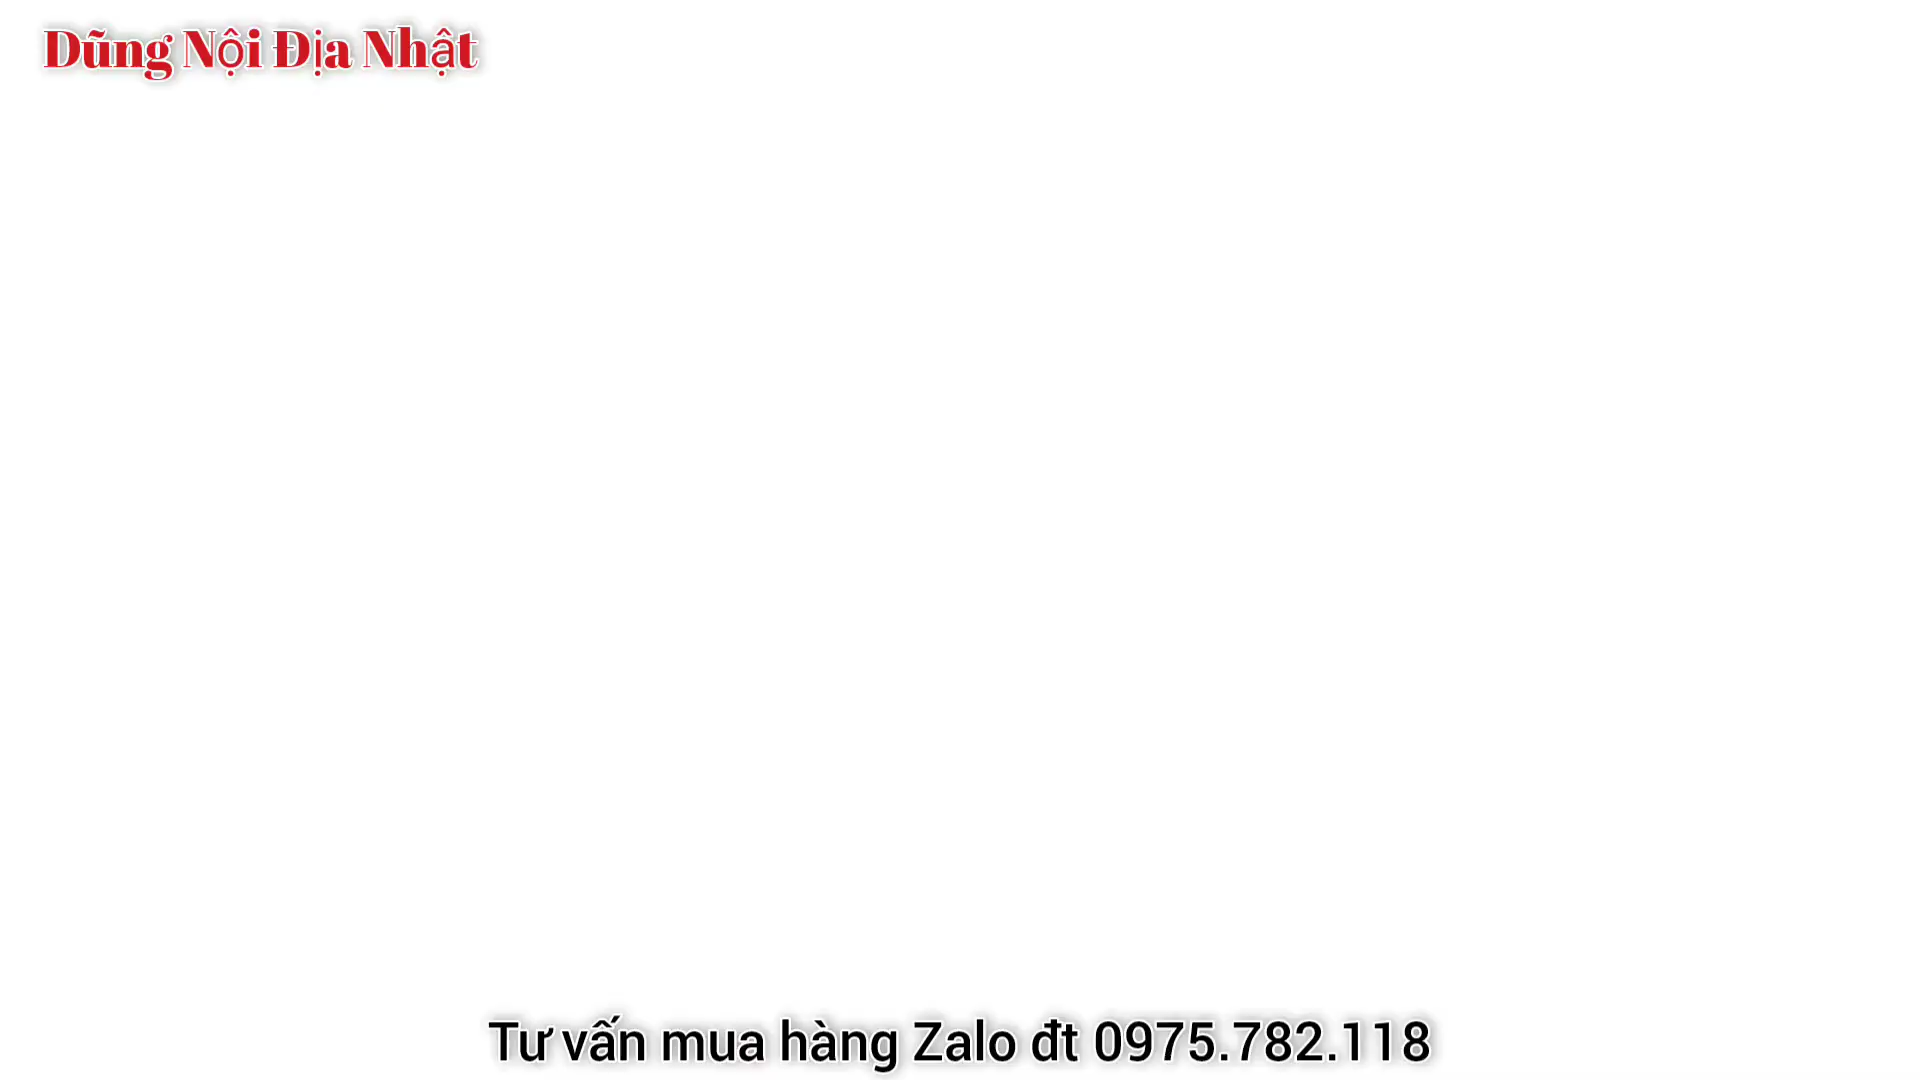 Dũng Nội Địa Nhật
Tư vấn mua hàng Zalo đt 0975.782.118